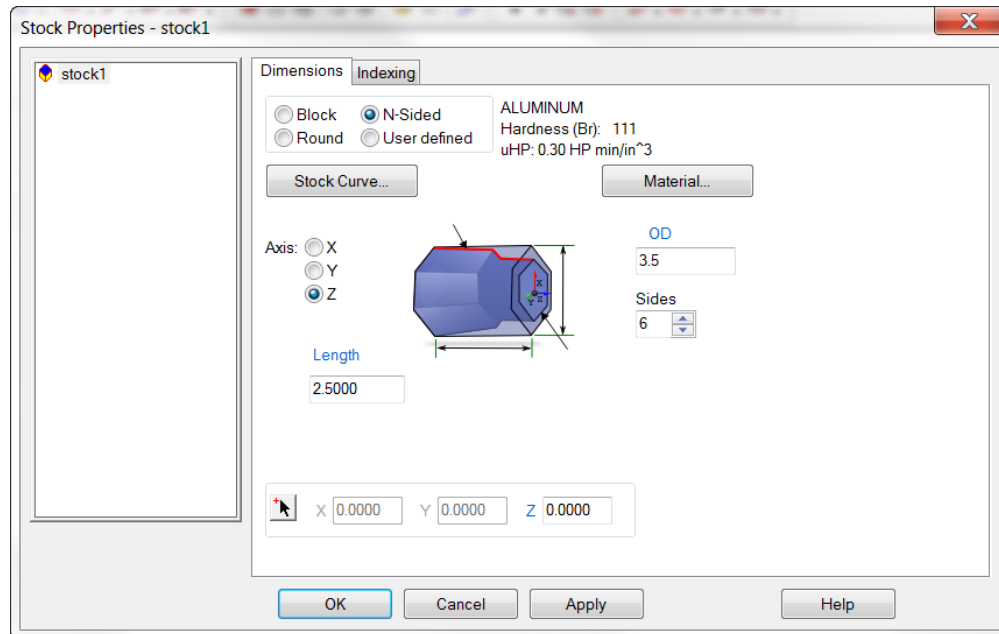 Stock Properties - stock1
stock1
Dimensions Indexing
Block N-Sided
Round User defined
ALUMINUM
Hardness (Br): 111
uHP: 0.30 HP min/in^3
Stock Curve... Material...
Axis: X
Y
Z
X
Y Z
OD
3.5
Sides
6
Length
2.5000
X 0.0000 Y 0.0000 Z 0.0000
OK Cancel Apply Help